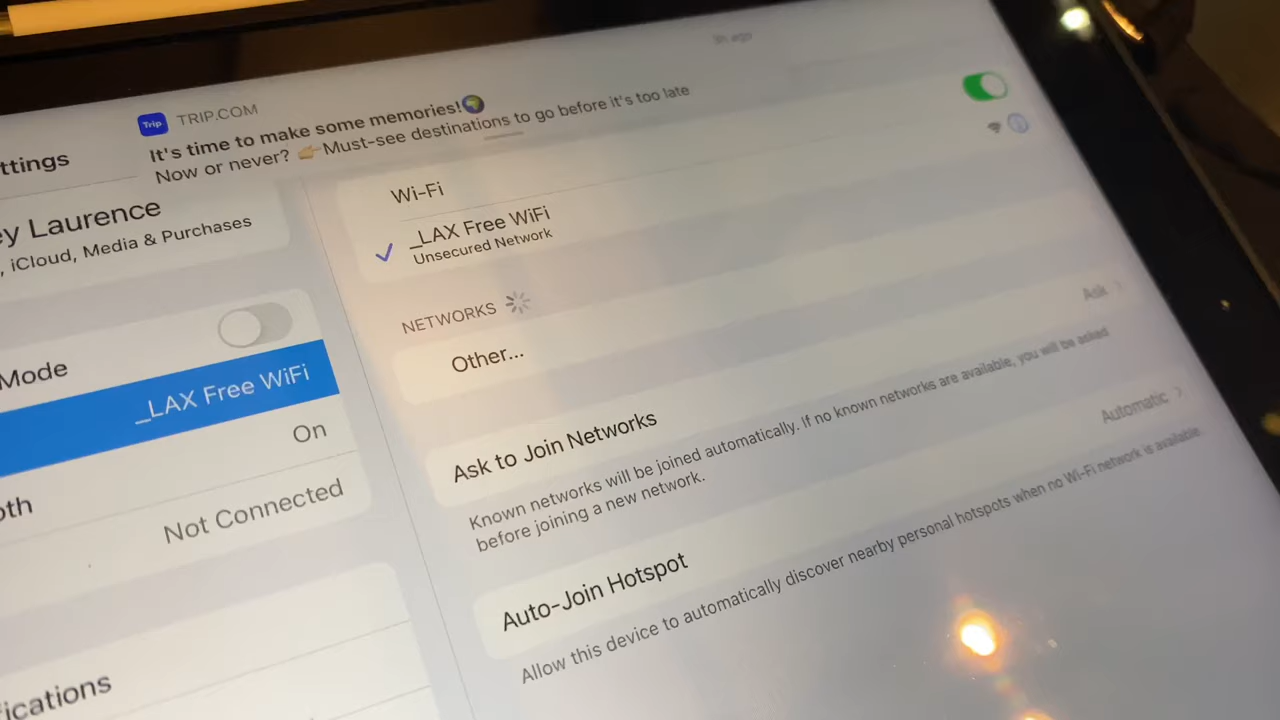 3h ago
Trip TRIP.COM
It's time to make some memories!🌍
Now or never? 👉Must-see destinations to go before it's too late
ttings
ey Laurence
, iCloud, Media & Purchases
Mode
_LAX Free WiFi
On
oth
Not Connected
ications
Wi-Fi
_LAX Free WiFi
Unsecured Network
NETWORKS
Other...
Ask to Join Networks
Ask
Known networks will be joined automatically. If no known networks are available, you will be asked
before joining a new network.
Auto-Join Hotspot
Automatic
Allow this device to automatically discover nearby personal hotspots when no Wi-Fi network is available.